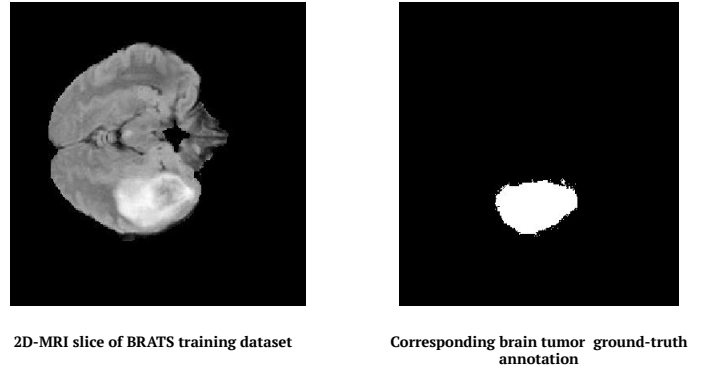 2D-MRI slice of BRATS training dataset
Corresponding brain tumor ground-truth
annotation